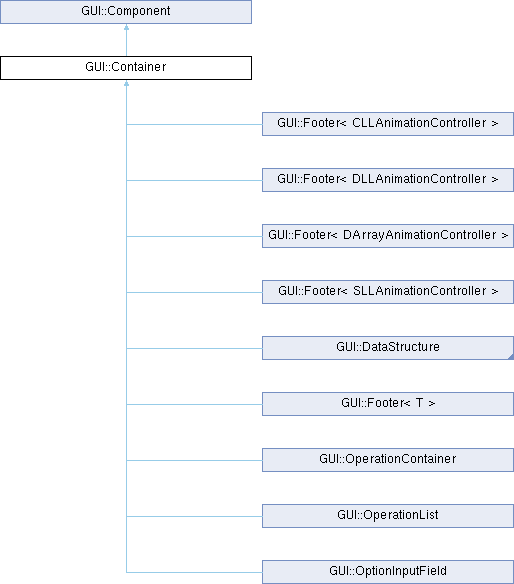 GUI::Component
GUI::Container
GUI::Footer< CLLAnimationController >
GUI::Footer< DLLAnimationController >
GUI::Footer< DArrayAnimationController >
GUI::Footer< SLLAnimationController >
GUI::DataStructure
GUI::Footer< T >
GUI::OperationContainer
GUI::OperationList
GUI::OptionInputField